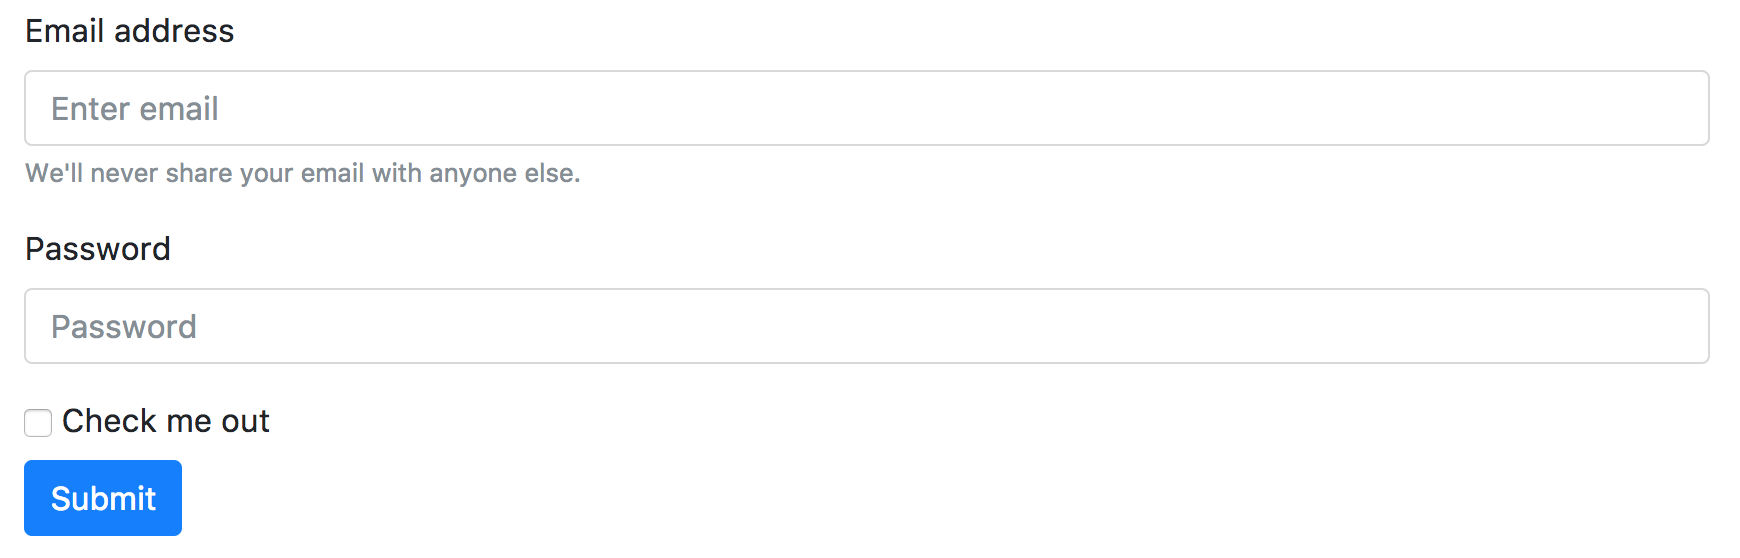 Email address
Enter email
We'll never share your email with anyone else.
Password
Password
Check me out
Submit